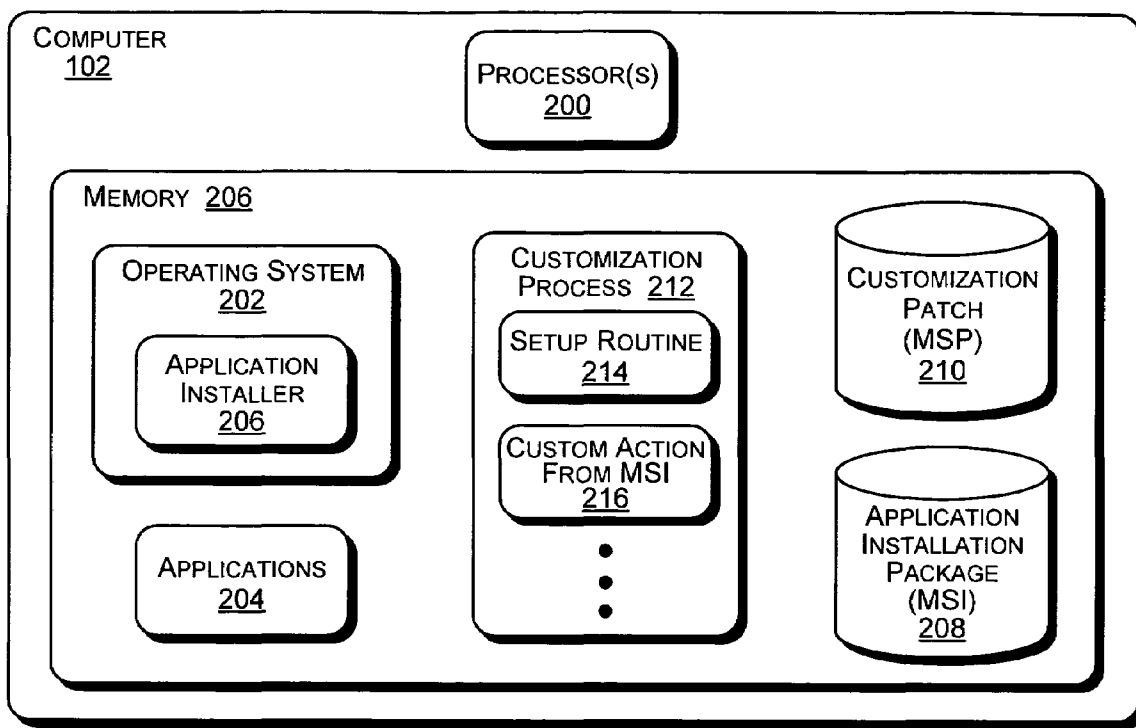 COMPUTER
102
PROCESSOR(S)
200
MEMORY 206
OPERATING SYSTEM
202
APPLICATION
INSTALLER
206
APPLICATIONS
204
CUSTOMIZATION
PROCESS 212
SETUP ROUTINE
214
CUSTOM ACTION
FROM MSI
216
CUSTOMIZATION
PATCH
(MSP)
210
APPLICATION
INSTALLATION
PACKAGE
(MSI)
208